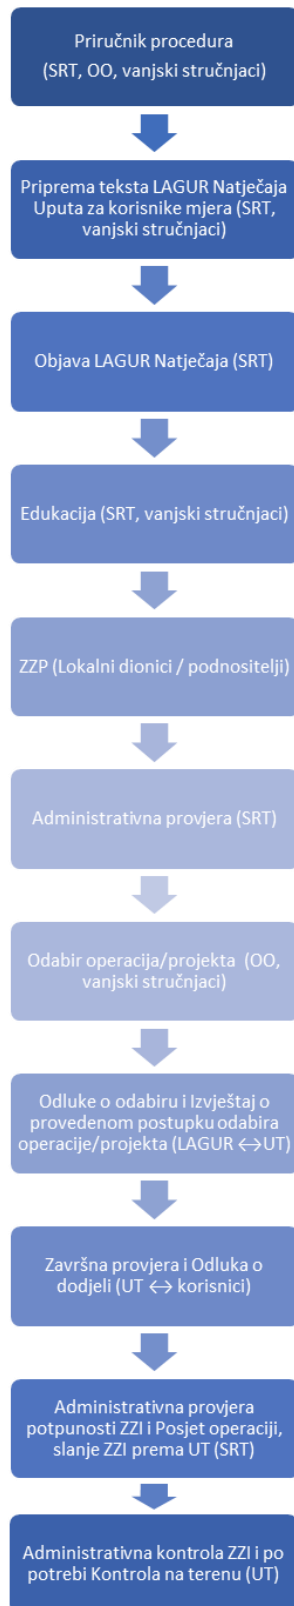 Priručnik procedura
(SRT, OO, vanjski stručnjaci)
Priprema teksta LAGUR Natječaja
Uputa za korisnike mjera (SRT,
vanjski stručnjaci)
Objava LAGUR Natječaja (SRT)
Edukacija (SRT, vanjski stručnjaci)
ZZP (Lokalni dionici / podnositelji)
Administrativna provjera (SRT)
Odabir operacija/projekta  (OO,
vanjski stručnjaci)
Odluke o odabiru i Izvještaj o
provedenom postupku odabira
operacije/projekta (LAGUR ↔UT)
Završna provjera i Odluka o
dodjeli (UT ↔ korisnici)
Administrativna provjera
potpunosti ZZI i Posjet operaciji,
slanje ZZI prema UT (SRT)
Administrativna kontrola ZZI i po
potrebi Kontrola na terenu (UT)